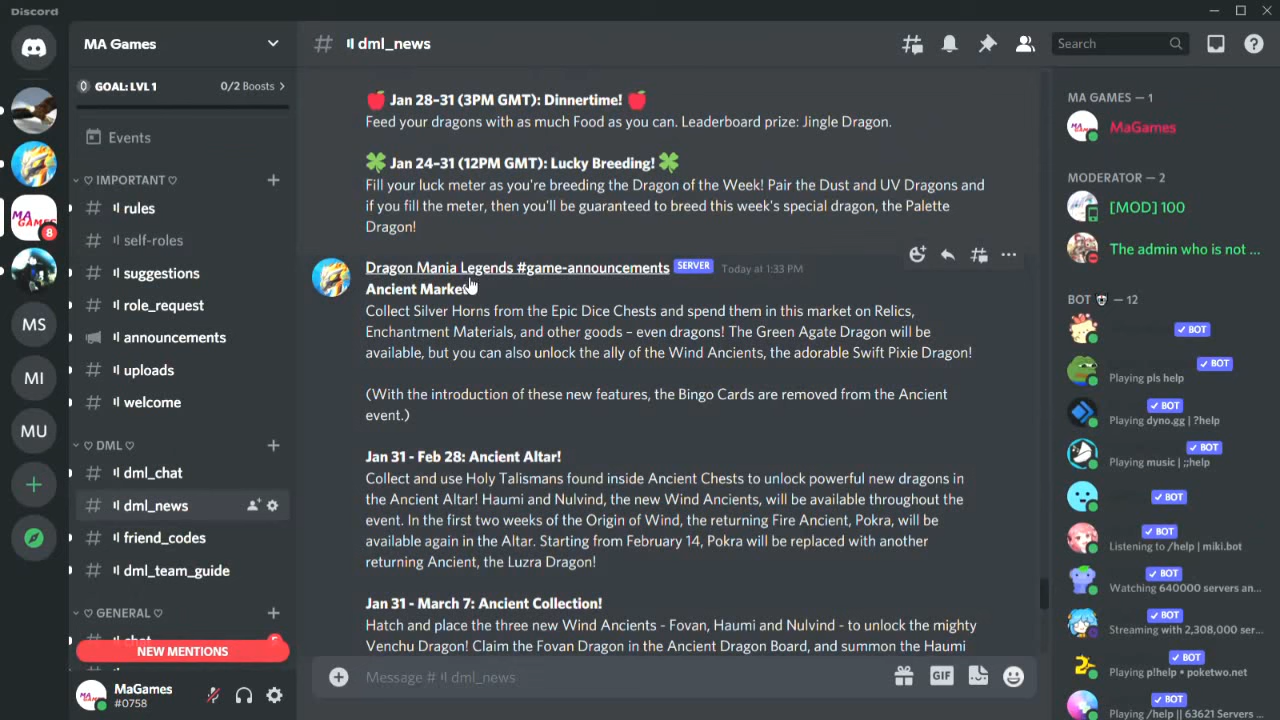 Discord
MA Games
dml_news
Search
GOAL: LVL 1
0/2 Boosts
Events
IMPORTANT
rules
self-roles
suggestions
role_request
announcements
uploads
welcome
DML
dml_chat
dml_news
friend_codes
dml_team_guide
GENERAL
NEW MENTIONS
MaGames
#0758
MA
GAMES
8
MS
MI
MU
Jan 28-31 (3PM GMT): Dinnertime!
Feed your dragons with as much Food as you can. Leaderboard prize: Jingle Dragon.
Jan 24-31 (12PM GMT): Lucky Breeding!
Fill your luck meter as you're breeding the Dragon of the Week! Pair the Dust and UV Dragons and
if you fill the meter, then you'll be guaranteed to breed this week's special dragon, the Palette
Dragon!
Dragon Mania Legends #game-announcements SERVER Today at 1:33 PM
Ancient Market
Collect Silver Horns from the Epic Dice Chests and spend them in this market on Relics,
Enchantment Materials, and other goods – even dragons! The Green Agate Dragon will be
available, but you can also unlock the ally of the Wind Ancients, the adorable Swift Pixie Dragon!
(With the introduction of these new features, the Bingo Cards are removed from the Ancient
event.)
Jan 31 - Feb 28: Ancient Altar!
Collect and use Holy Talismans found inside Ancient Chests to unlock powerful new dragons in
the Ancient Altar! Haumi and Nulvind, the new Wind Ancients, will be available throughout the
event. In the first two weeks of the Origin of Wind, the returning Fire Ancient, Pokra, will be
available again in the Altar. Starting from February 14, Pokra will be replaced with another
returning Ancient, the Luzra Dragon!
Jan 31 - March 7: Ancient Collection!
Hatch and place the three new Wind Ancients - Fovan, Haumi and Nulvind - to unlock the mighty
Venchu Dragon! Claim the Fovan Dragon in the Ancient Dragon Board, and summon the Haumi
Message # dml_news
GIF
MA GAMES — 1
MaGames
MODERATOR — 2
[MOD] 100
The admin who is not ...
BOT — 12
BOT
BOT
Playing pls help
BOT
Playing dyno.gg | ?help
BOT
Playing music | ;;help
BOT
BOT
Listening to /help | miki.bot
BOT
Watching 640000 servers an...
BOT
Streaming with 2,308,000 ser...
BOT
Playing p!help • poketwo.net
BOT
Playing /help || 63621 Servers ...